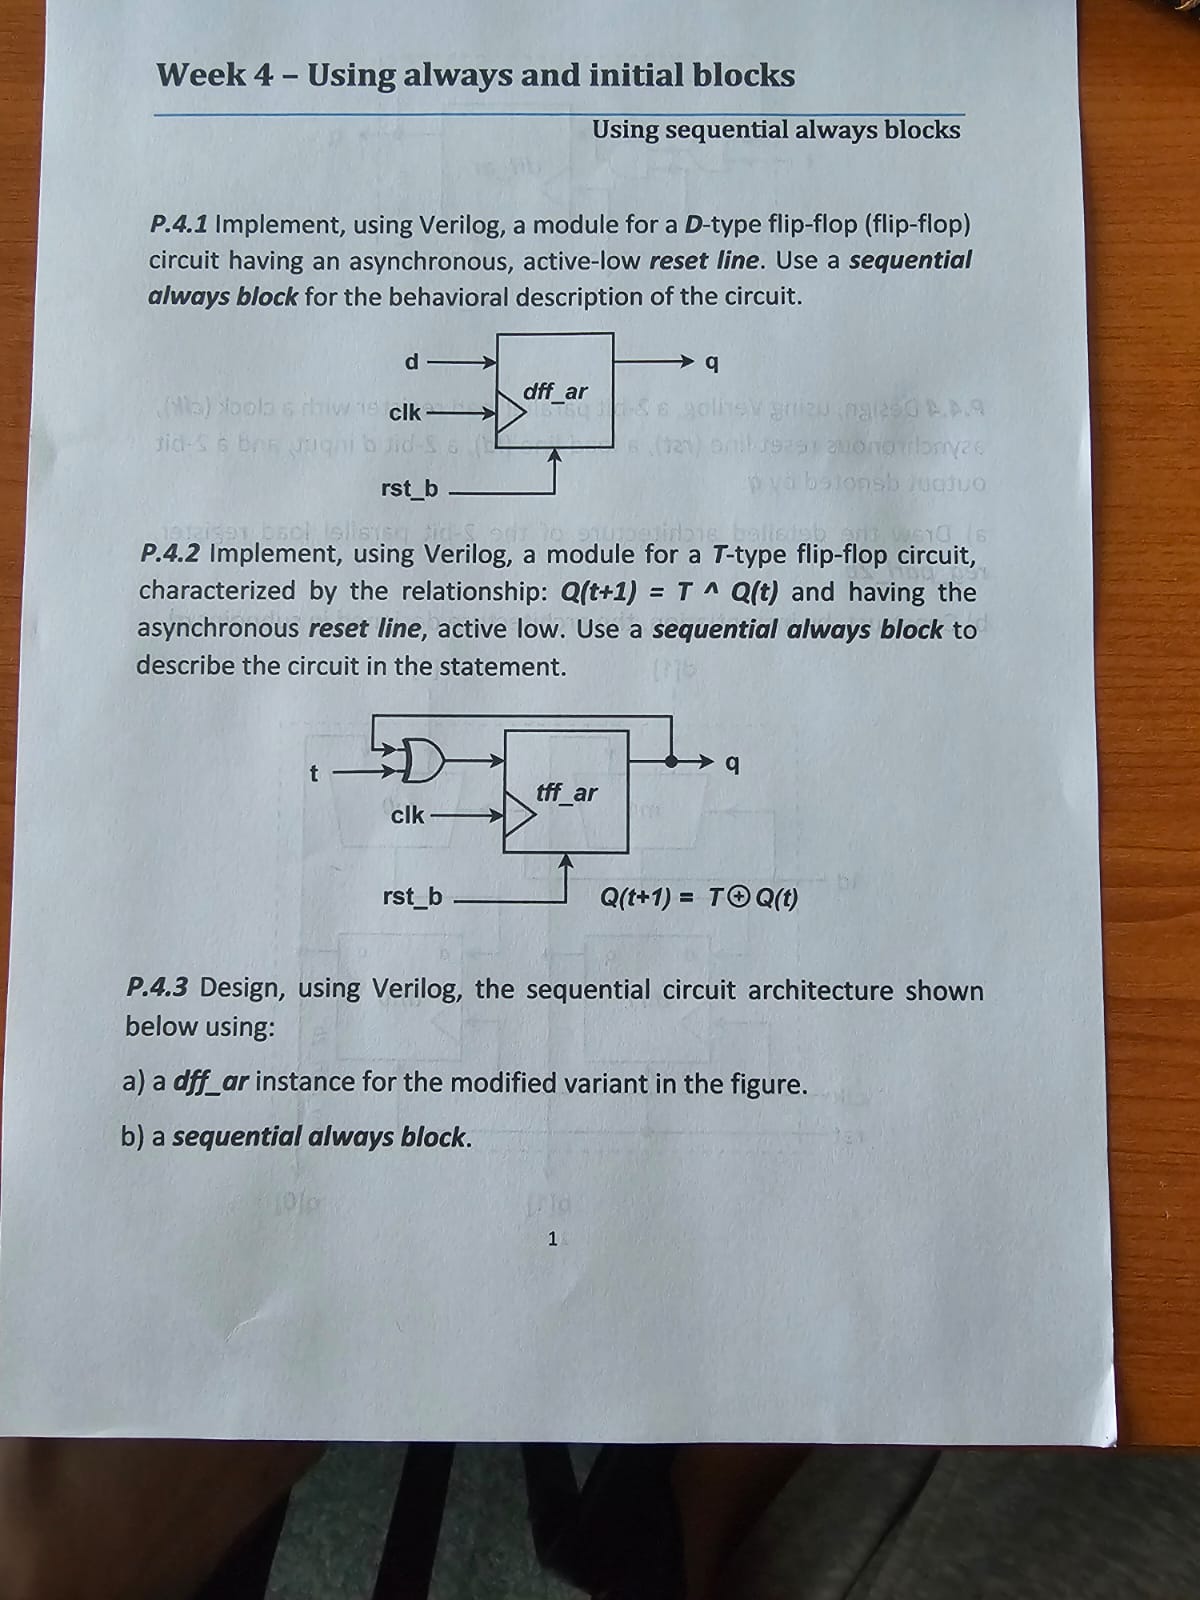 Week 4 – Using always and initial blocks
Using sequential always blocks
P.4.1 Implement, using Verilog, a module for a D-type flip-flop (flip-flop)
circuit having an asynchronous, active-low reset line. Use a sequential
always block for the behavioral description of the circuit.
d
q
dff_ar
clk
rst_b
P.4.2 Implement, using Verilog, a module for a T-type flip-flop circuit,
characterized by the relationship: Q(t+1) = T ^ Q(t) and having the
asynchronous reset line, active low. Use a sequential always block to
describe the circuit in the statement.
t
q
tff_ar
clk
rst_b
Q(t+1) = T⊕Q(t)
P.4.3 Design, using Verilog, the sequential circuit architecture shown
below using:
a) a dff_ar instance for the modified variant in the figure.
b) a sequential always block.
1